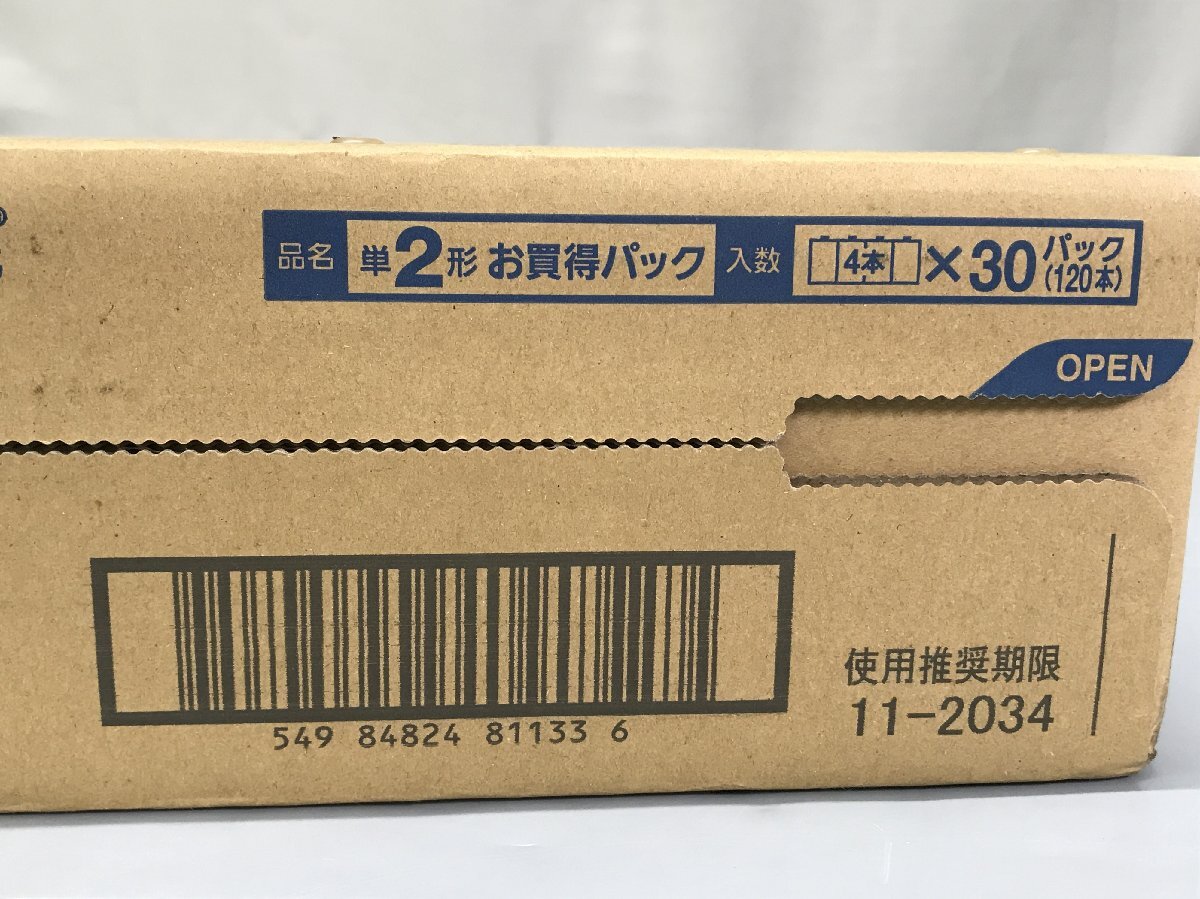 ®
品名 単2形 お買得パック 入数 4本 ×30 パック
(120本)
OPEN
549 84824 81133 6
使用推奨期限
11-2034